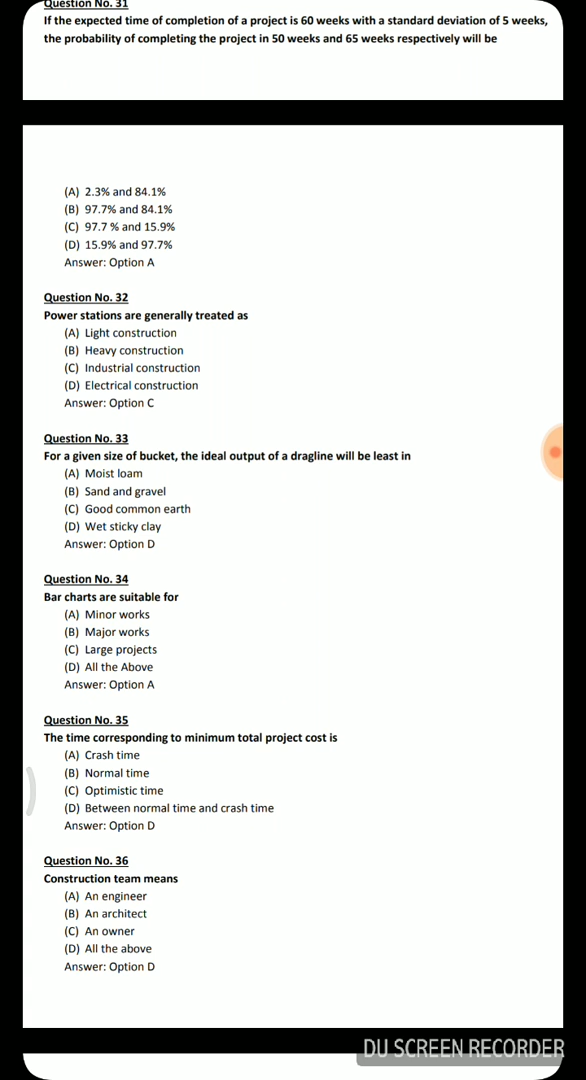 Question No. 31
If the expected time of completion of a project is 60 weeks with a standard deviation of 5 weeks,
the probability of completing the project in 50 weeks and 65 weeks respectively will be
(A) 2.3% and 84.1%
(B) 97.7% and 84.1%
(C) 97.7 % and 15.9%
(D) 15.9% and 97.7%
Answer: Option A
Question No. 32
Power stations are generally treated as
(A) Light construction
(B) Heavy construction
(C) Industrial construction
(D) Electrical construction
Answer: Option C
Question No. 33
For a given size of bucket, the ideal output of a dragline will be least in
(A) Moist loam
(B) Sand and gravel
(C) Good common earth
(D) Wet sticky clay
Answer: Option D
Question No. 34
Bar charts are suitable for
(A) Minor works
(B) Major works
(C) Large projects
(D) All the Above
Answer: Option A
Question No. 35
The time corresponding to minimum total project cost is
(A) Crash time
(B) Normal time
(C) Optimistic time
(D) Between normal time and crash time
Answer: Option D
Question No. 36
Construction team means
(A) An engineer
(B) An architect
(C) An owner
(D) All the above
Answer: Option D
DU SCREEN RECORDER